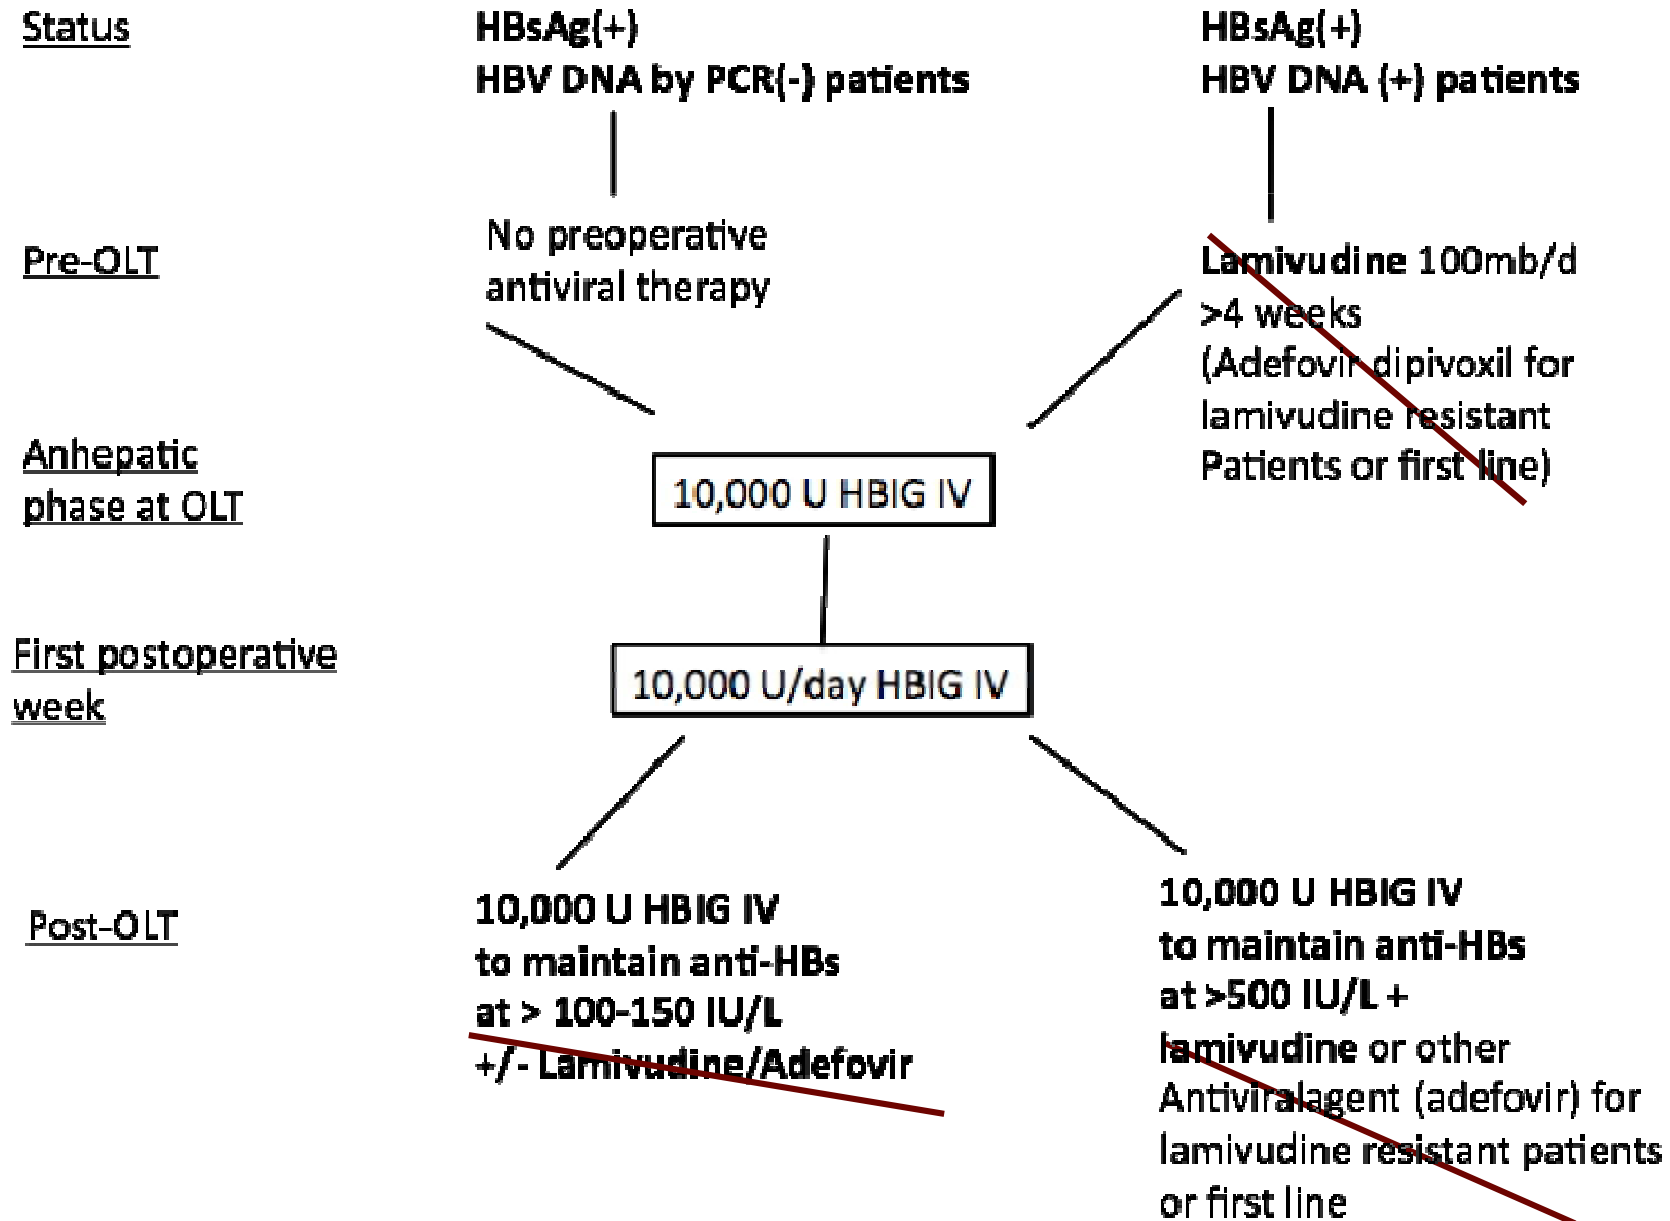 Status
HBsAg(+)
HBV DNA by PCR(-) patients
HBsAg(+)
HBV DNA (+) patients
Pre-OLT
No preoperative
antiviral therapy
Lamivudine 100mb/d
>4 weeks
(Adefovir dipivoxil for
lamivudine resistant
Patients or first line)
Anhepatic
phase at OLT
10,000 U HBIG IV
First postoperative
week
10,000 U/day HBIG IV
Post-OLT
10,000 U HBIG IV
to maintain anti-HBs
at > 100-150 IU/L
+/- Lamivudine/Adefovir
10,000 U HBIG IV
to maintain anti-HBs
at >500 IU/L +
lamivudine or other
Antiviralagent (adefovir) for
lamivudine resistant patients
or first line